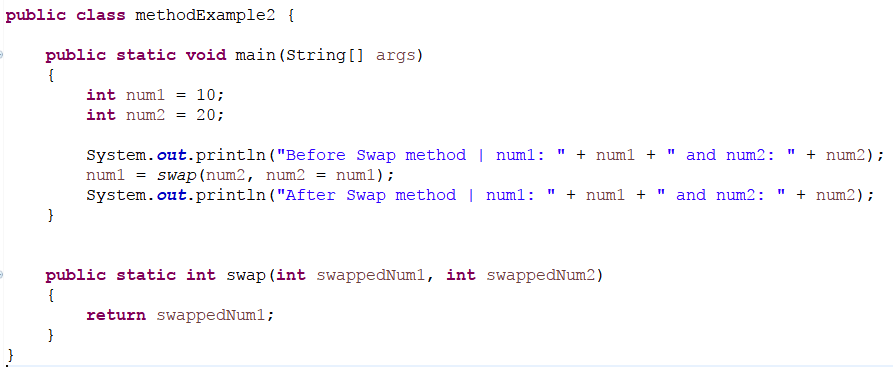 public class methodExample2 {
public static void main(String[] args)
{
int num1 = 10;
int num2 = 20;
System.out.println("Before Swap method | num1: " + num1 + " and num2: " + num2);
num1 = swap(num2, num2 = num1);
System.out.println("After Swap method | num1: " + num1 + " and num2: " + num2);
}
public static int swap(int swappedNum1, int swappedNum2)
{
return swappedNum1;
}
}